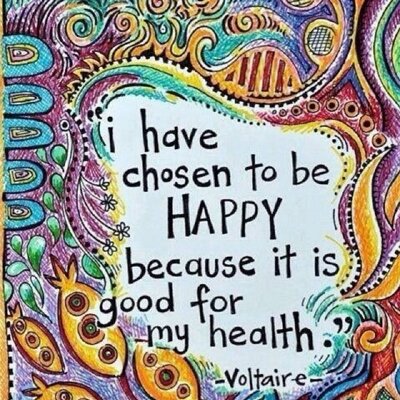 "i have
chosen to be
HAPPY
because it is
good for
my health."
-Voltaire-